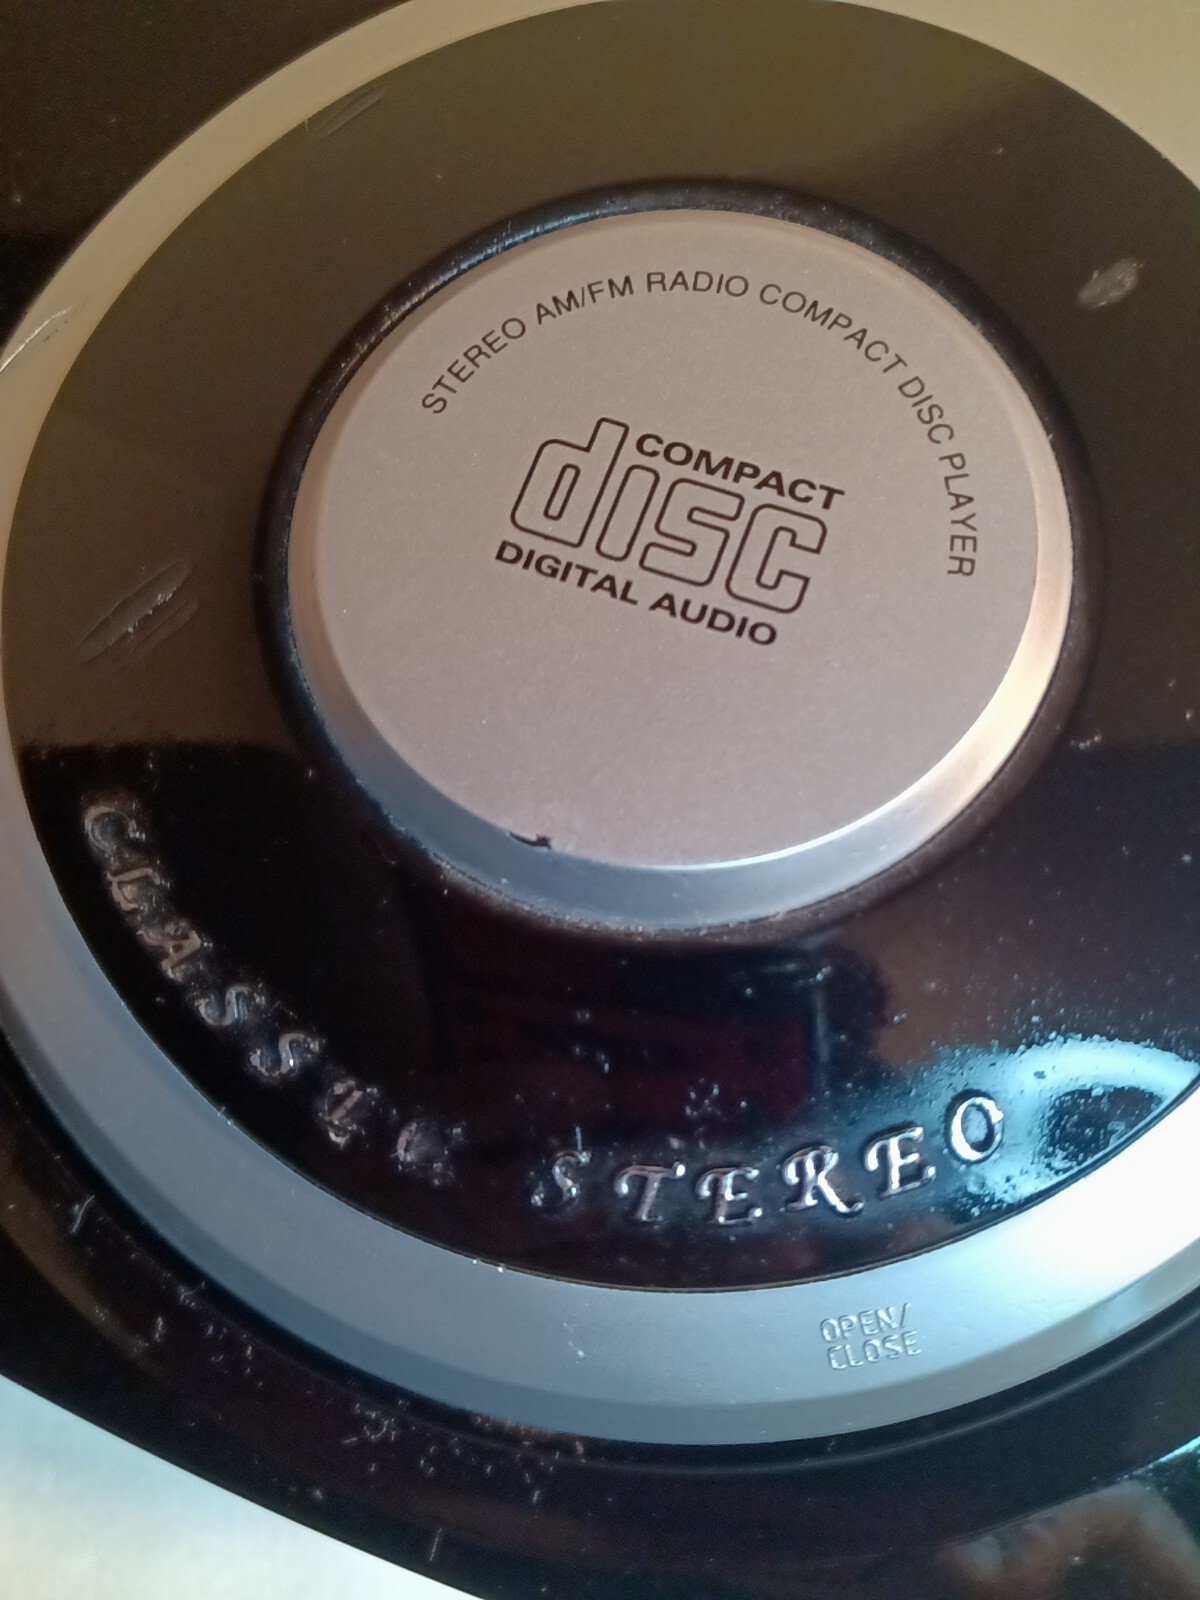 STEREO AM/FM RADIO COMPACT DISC PLAYER
COMPACT
disc
DIGITAL AUDIO
CLASSIC STEREO
OPEN/
CLOSE